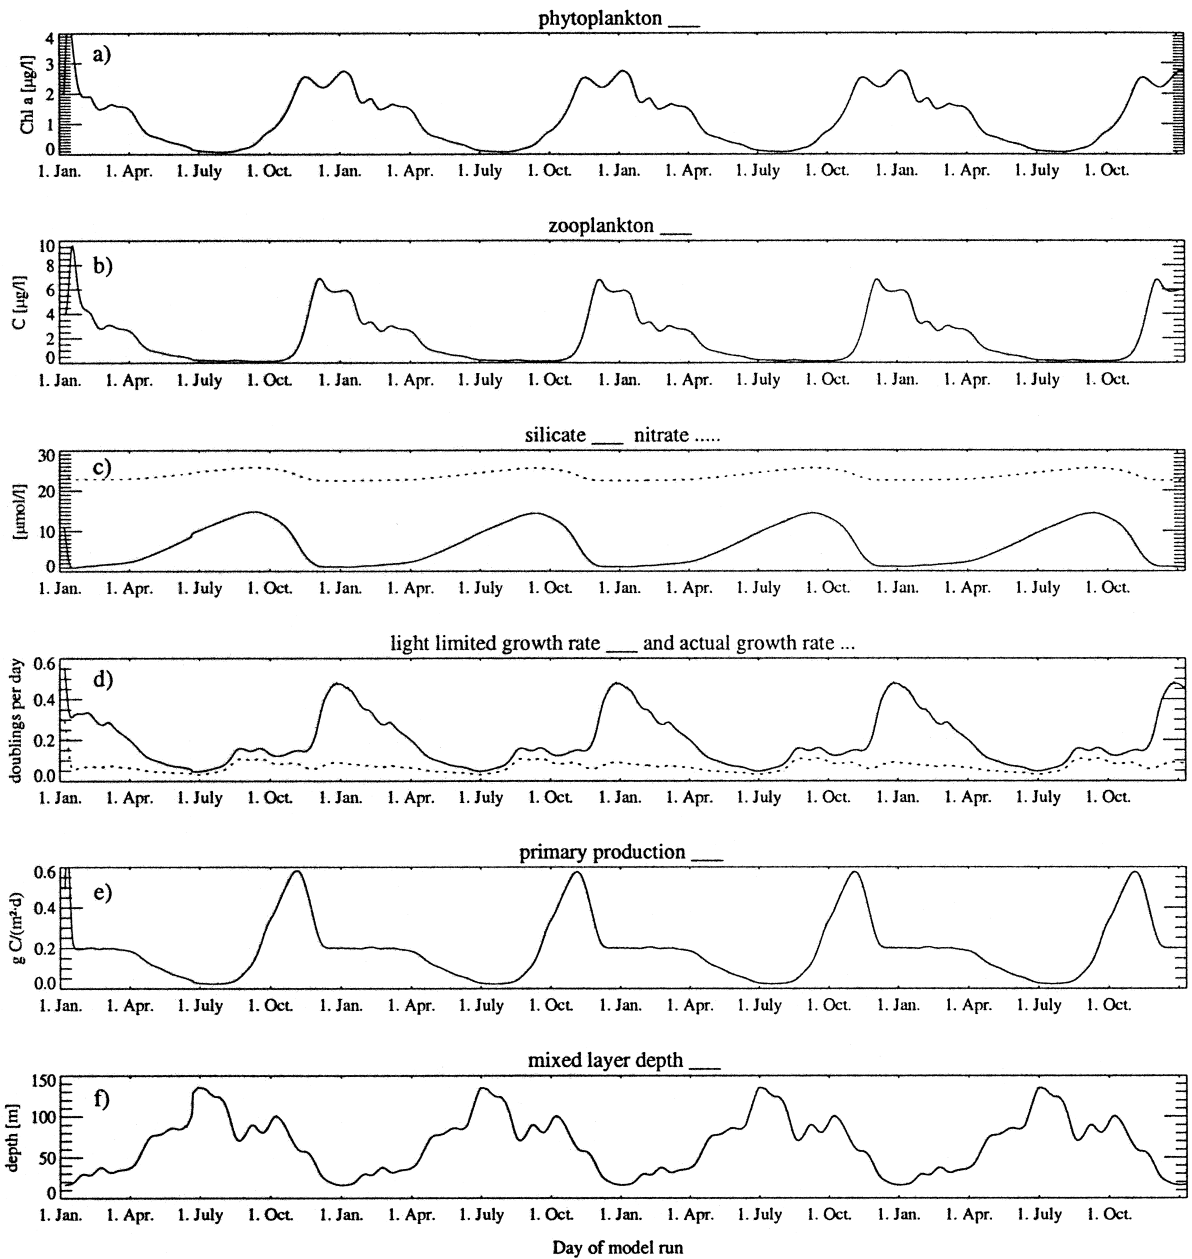 phytoplankton ___
a)
Chl a [µg/l]
4
3
2
1
0
1. Jan. 1. Apr. 1. July 1. Oct. 1. Jan. 1. Apr. 1. July 1. Oct. 1. Jan. 1. Apr. 1. July 1. Oct. 1. Jan. 1. Apr. 1. July 1. Oct.
zooplankton ___
b)
C [µg/l]
10
8
6
4
2
0
1. Jan. 1. Apr. 1. July 1. Oct. 1. Jan. 1. Apr. 1. July 1. Oct. 1. Jan. 1. Apr. 1. July 1. Oct. 1. Jan. 1. Apr. 1. July 1. Oct.
silicate ___ nitrate .....
c)
[µmol/l]
30
20
10
0
1. Jan. 1. Apr. 1. July 1. Oct. 1. Jan. 1. Apr. 1. July 1. Oct. 1. Jan. 1. Apr. 1. July 1. Oct. 1. Jan. 1. Apr. 1. July 1. Oct.
light limited growth rate ___ and actual growth rate ...
d)
doublings per day
0.6
0.4
0.2
0.0
1. Jan. 1. Apr. 1. July 1. Oct. 1. Jan. 1. Apr. 1. July 1. Oct. 1. Jan. 1. Apr. 1. July 1. Oct. 1. Jan. 1. Apr. 1. July 1. Oct.
primary production ___
e)
g C/(m²·d)
0.6
0.4
0.2
0.0
1. Jan. 1. Apr. 1. July 1. Oct. 1. Jan. 1. Apr. 1. July 1. Oct. 1. Jan. 1. Apr. 1. July 1. Oct. 1. Jan. 1. Apr. 1. July 1. Oct.
mixed layer depth ___
f)
depth [m]
150
100
50
0
1. Jan. 1. Apr. 1. July 1. Oct. 1. Jan. 1. Apr. 1. July 1. Oct. 1. Jan. 1. Apr. 1. July 1. Oct. 1. Jan. 1. Apr. 1. July 1. Oct.
Day of model run